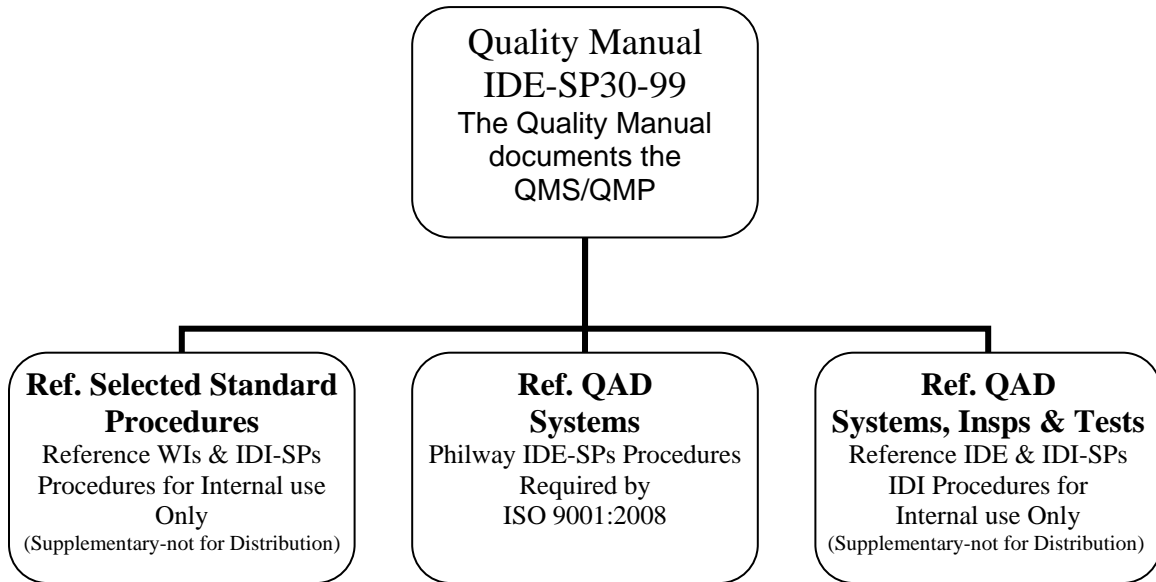 Quality Manual
IDE-SP30-99
The Quality Manual
documents the
QMS/QMP
Ref. Selected Standard
Procedures
Reference WIs & IDI-SPs
Procedures for Internal use
Only
(Supplementary-not for Distribution)
Ref. QAD
Systems
Philway IDE-SPs Procedures
Required by
ISO 9001:2008
Ref. QAD
Systems, Insps & Tests
Reference IDE & IDI-SPs
IDI Procedures for
Internal use Only
(Supplementary-not for Distribution)